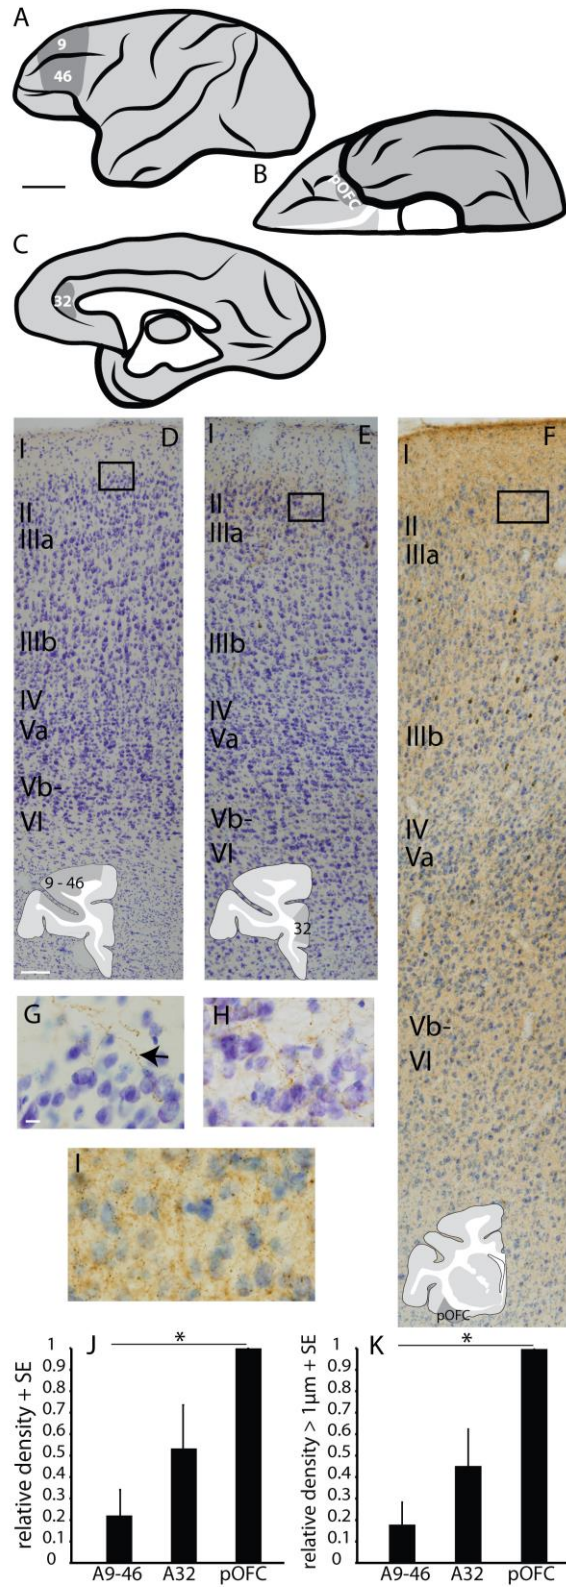 A
9
46
B
pOFC
C
32
I
D
II
IIIa
IIIb
IV
Va
Vb-
VI
9 - 46
I
E
II
IIIa
IIIb
IV
Va
Vb-
VI
32
I
F
II
IIIa
IIIb
IV
Va
Vb-
VI
pOFC
G
H
I
J
*
relative density + SE
1
0.9
0.8
0.7
0.6
0.5
0.4
0.3
0.2
0.1
0
A9-46 A32 pOFC
K
*
relative density > 1µm + SE
1
0.9
0.8
0.7
0.6
0.5
0.4
0.3
0.2
0.1
0
A9-46 A32 pOFC